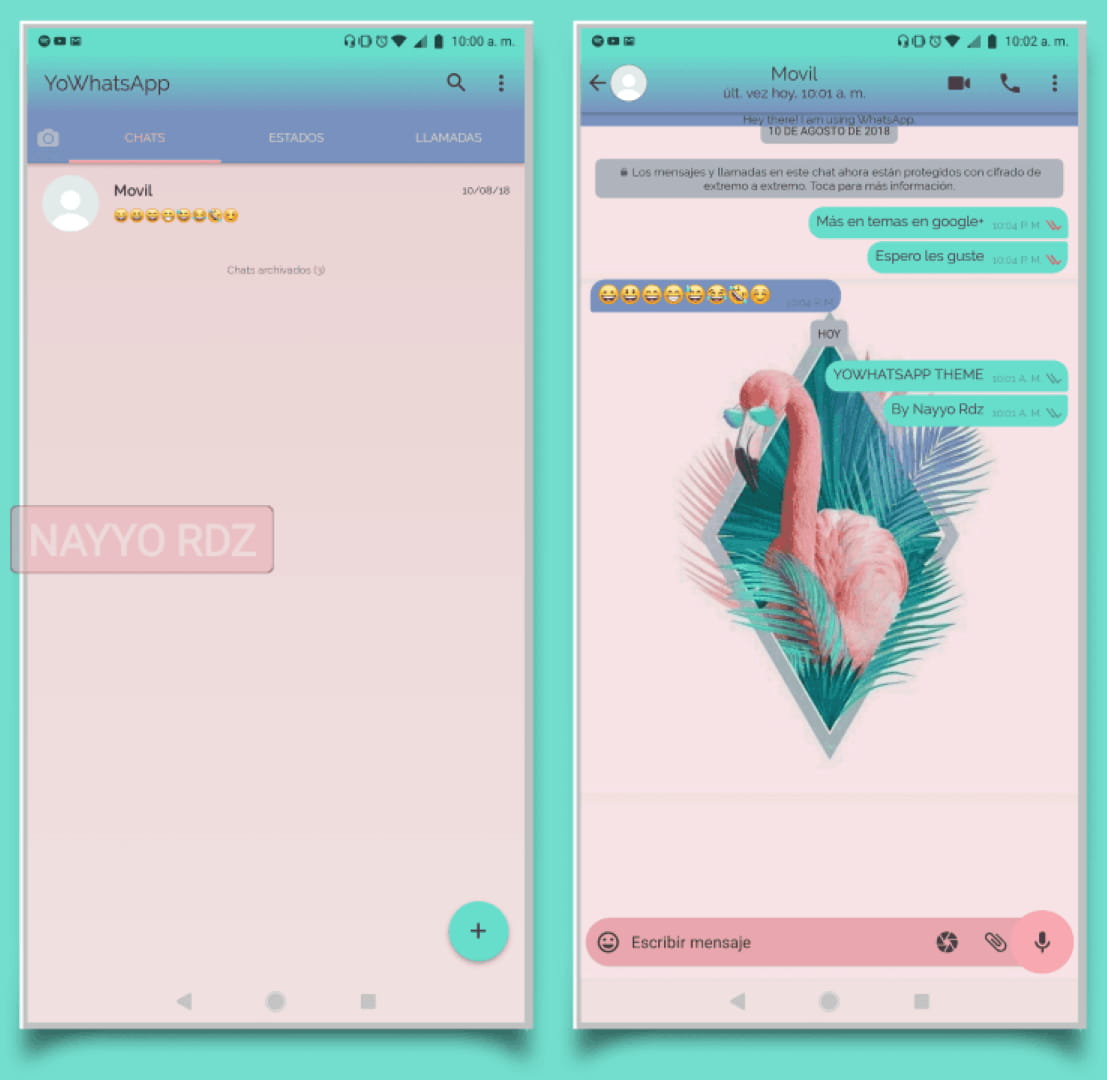 10:00 a. m.
YoWhatsApp
CHATS
ESTADOS
LLAMADAS
Movil
10/08/18
Chats archivados (3)
NAYYO RDZ
10:02 a. m.
Movil
últ. vez hoy, 10:01 a. m.
Hey there! I am using WhatsApp.
10 DE AGOSTO DE 2018
Los mensajes y llamadas en este chat ahora están protegidos con cifrado de
extremo a extremo. Toca para más información.
Más en temas en google+ 10:04 P. M.
Espero les guste 10:04 P. M.
10:04 P. M.
HOY
YOWHATSAPP THEME 10:01 A. M.
By Nayyo Rdz 10:01 A. M.
Escribir mensaje